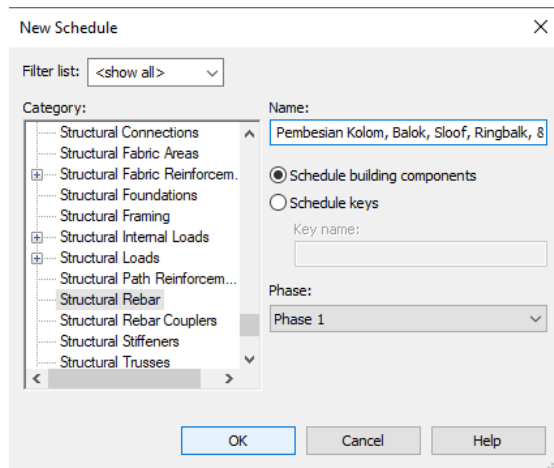 New Schedule
Filter list: <show all>
Category:
Structural Connections
Structural Fabric Areas
Structural Fabric Reinforcem.
Structural Foundations
Structural Framing
Structural Internal Loads
Structural Loads
Structural Path Reinforcem...
Structural Rebar
Structural Rebar Couplers
Structural Stiffeners
Structural Trusses
Name:
Pembesian Kolom, Balok, Sloof, Ringbalk, &
Schedule building components
Schedule keys
Key name:
Phase:
Phase 1
OK
Cancel
Help